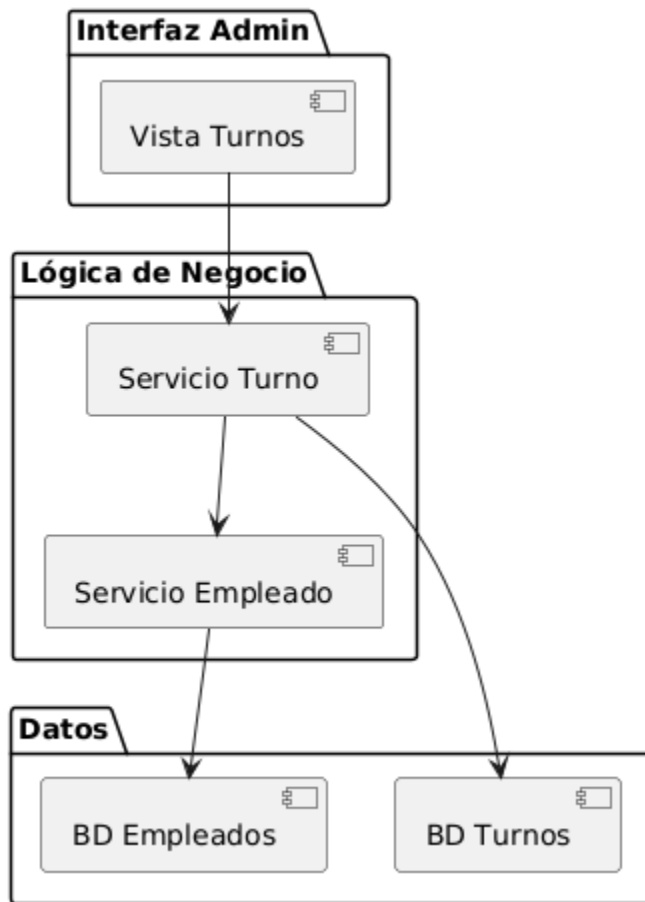 Interfaz Admin
Vista Turnos
Lógica de Negocio
Servicio Turno
Servicio Empleado
Datos
BD Empleados
BD Turnos